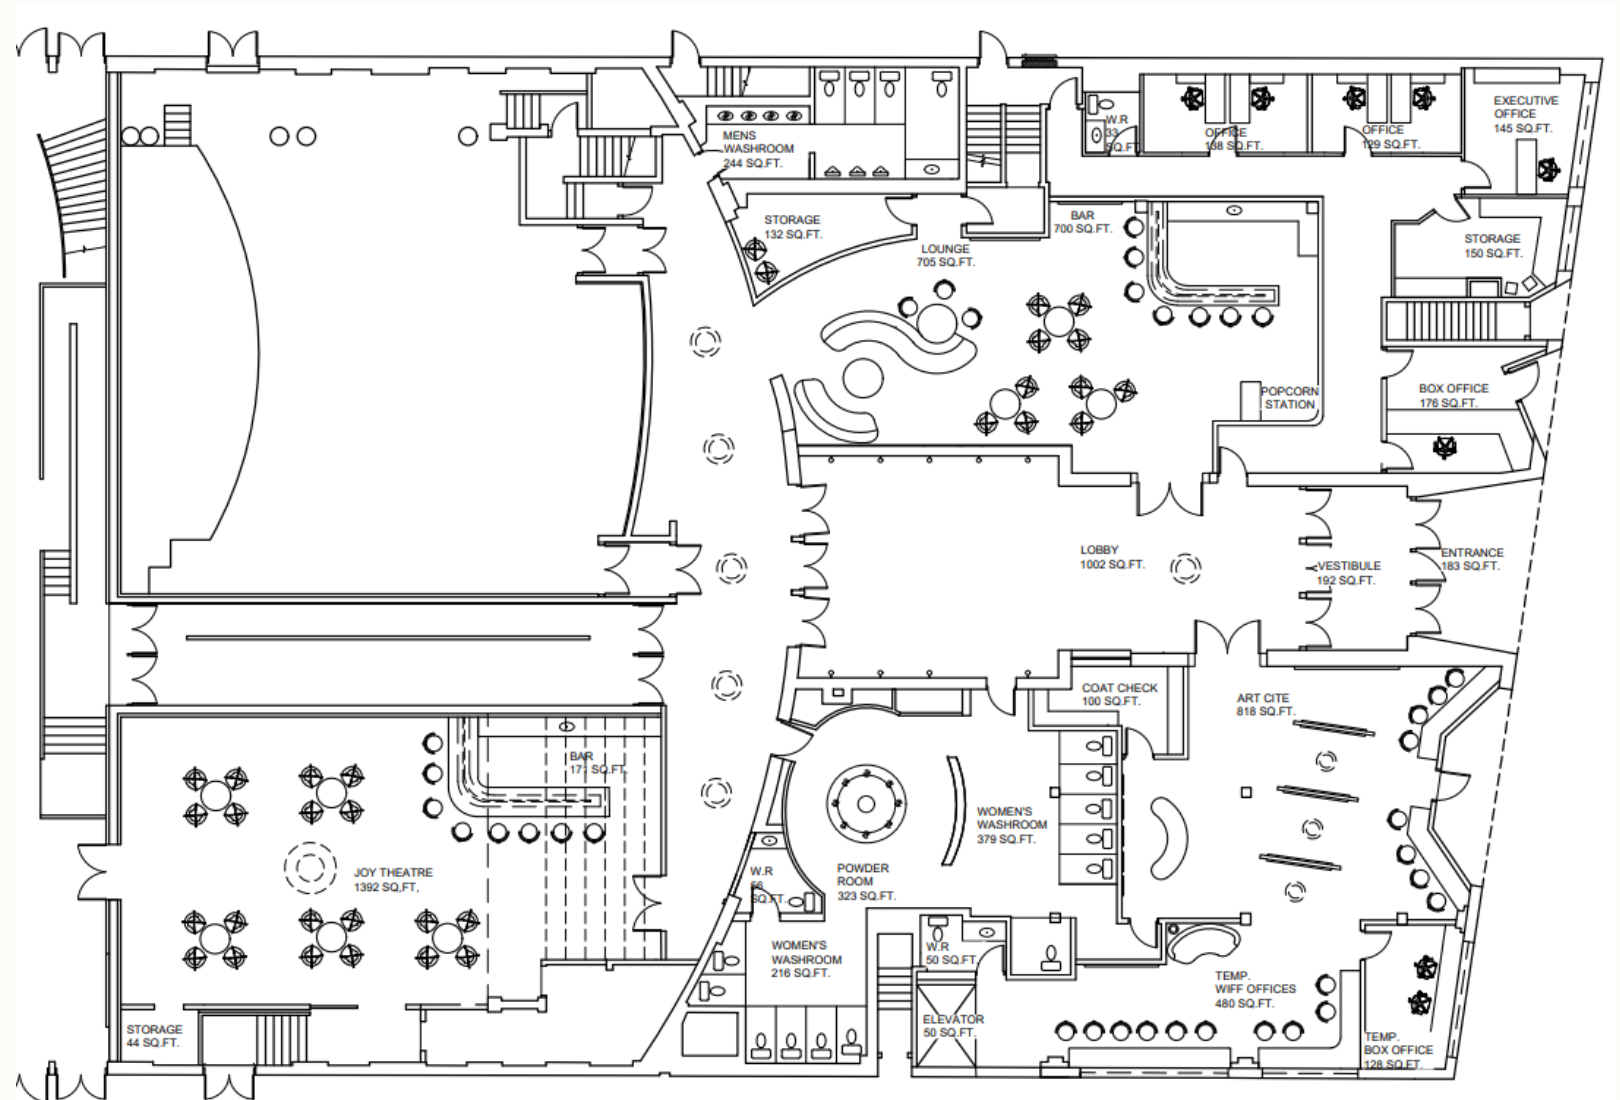 MENS
WASHROOM
244 SQ.FT.
STORAGE
132 SQ.FT.
LOUNGE
705 SQ.FT.
BAR
700 SQ.FT.
W.R
33
SQ.FT
OFFICE
138 SQ.FT.
OFFICE
129 SQ.FT.
EXECUTIVE
OFFICE
145 SQ.FT.
STORAGE
150 SQ.FT.
BOX OFFICE
176 SQ.FT.
POPCORN
STATION
LOBBY
1002 SQ.FT.
VESTIBULE
192 SQ.FT.
ENTRANCE
183 SQ.FT.
COAT CHECK
100 SQ.FT.
ART CITE
818 SQ.FT.
BAR
SQ.FT.
JOY THEATRE
1392 SQ,FT,
WOMEN'S
WASHROOM
379 SQ.FT.
POWDER
ROOM
323 SQ.FT.
W.R
56
SQ.FT.
WOMEN'S
WASHROOM
216 SQ.FT.
W.R
50 SQ.FT.
ELEVATOR
50 SQ.FT.
TEMP.
WIFF OFFICES
480 SQ.FT.
TEMP.
BOX OFFICE
128 SQ.FT.
STORAGE
44 SQ.FT.